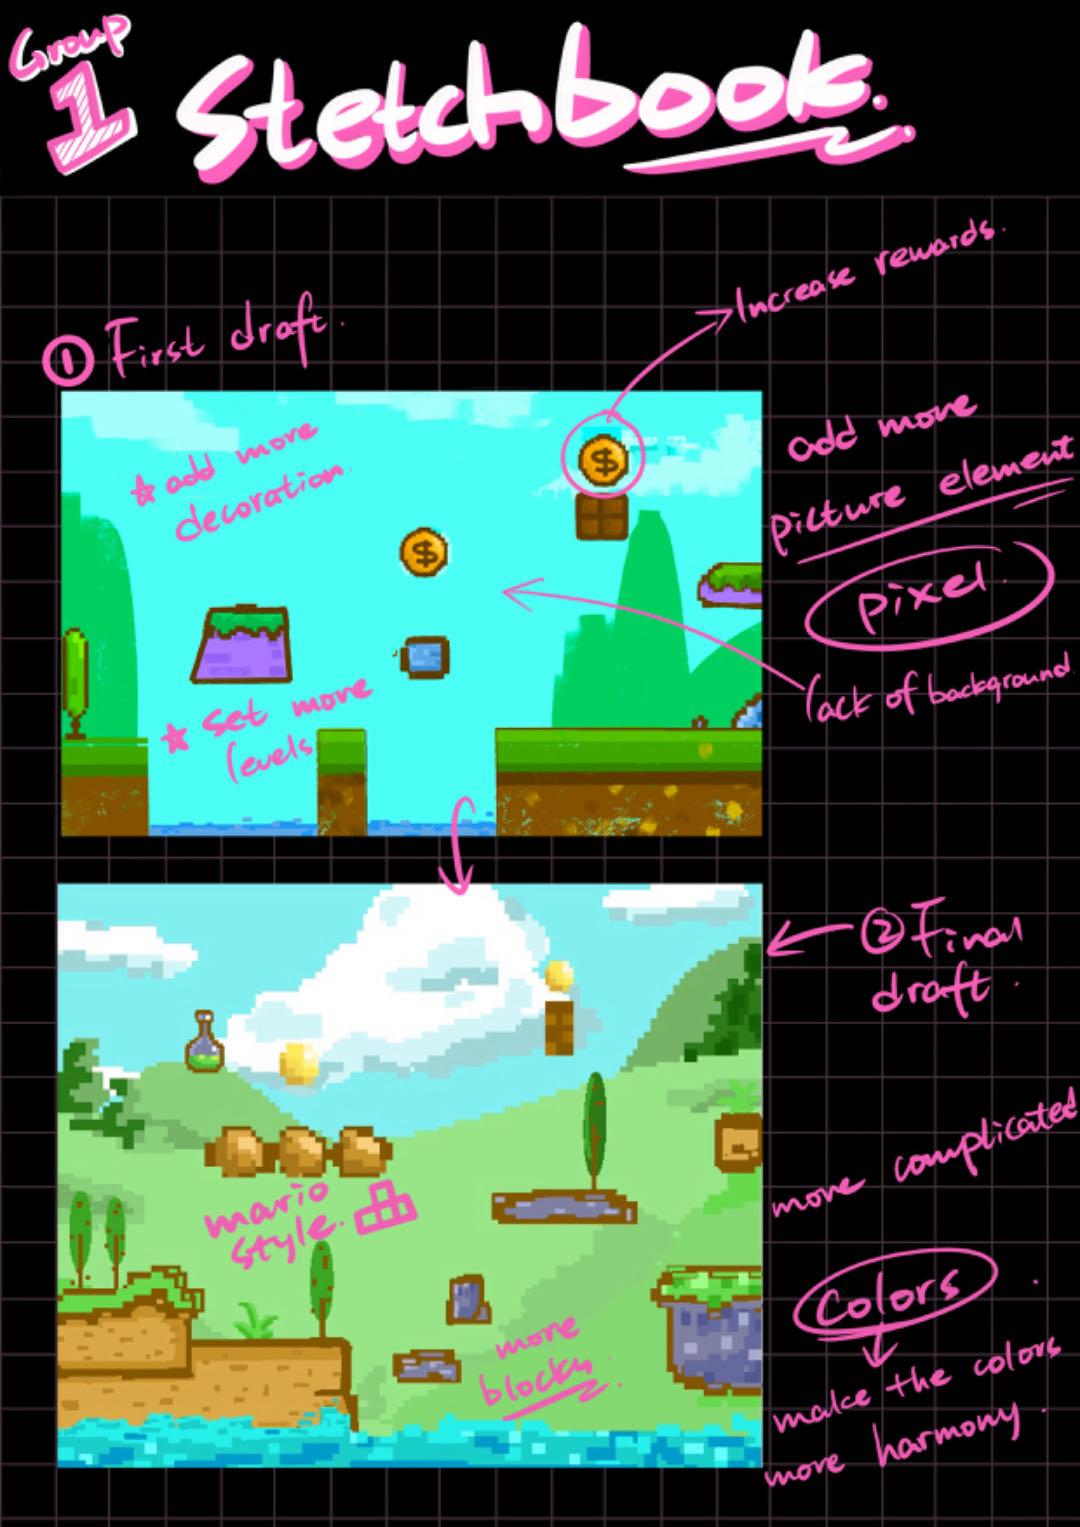 Group
1
Stetchbook.
Increase rewards.
① First draft.
☆ add more
decoration.
$
$
add more
picture element
pixel.
lack of background
☆ set more
levels
② Final
draft.
more complicated
mario
style.
colors
more
blocks.
make the colors
more harmony.